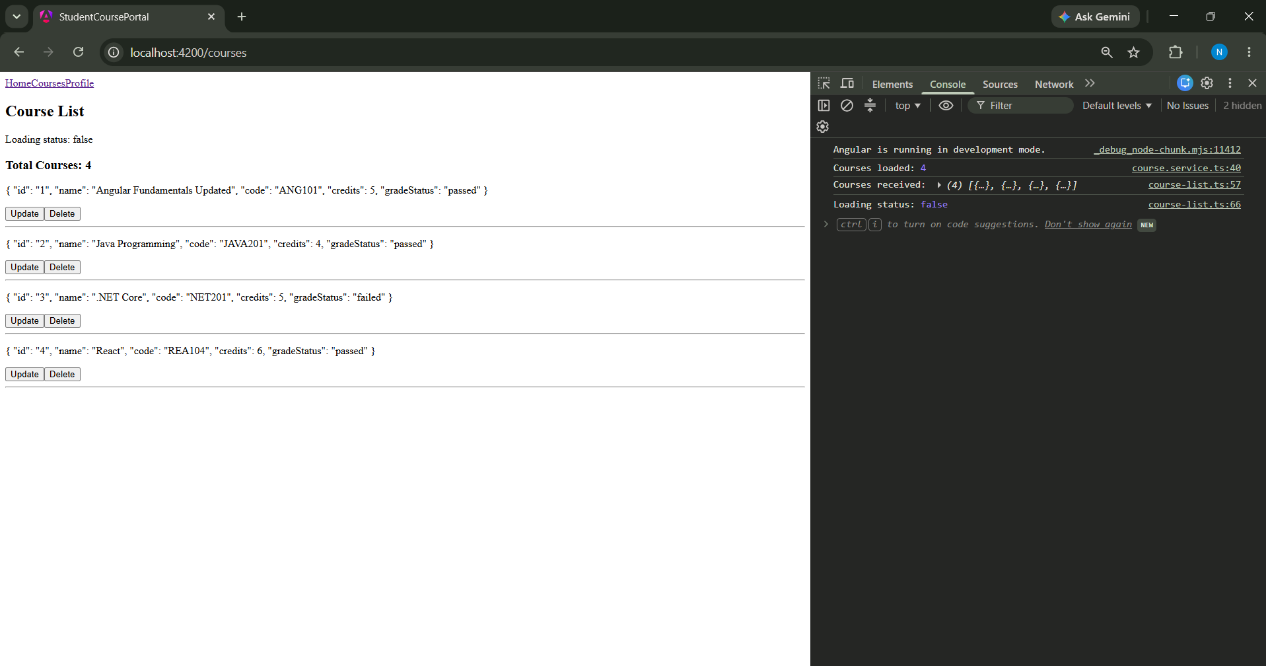 StudentCoursePortal
Ask Gemini
localhost:4200/courses
N
HomeCoursesProfile
Course List
Loading status: false
Total Courses: 4
{ "id": "1", "name": "Angular Fundamentals Updated", "code": "ANG101", "credits": 5, "gradeStatus": "passed" }
Update Delete
{ "id": "2", "name": "Java Programming", "code": "JAVA201", "credits": 4, "gradeStatus": "passed" }
Update Delete
{ "id": "3", "name": ".NET Core", "code": "NET201", "credits": 5, "gradeStatus": "failed" }
Update Delete
{ "id": "4", "name": "React", "code": "REA104", "credits": 6, "gradeStatus": "passed" }
Update Delete
Elements Console Sources Network
top Filter Default levels No Issues 2 hidden
Angular is running in development mode. _debug_node-chunk.mjs:11412
Courses loaded: 4 course.service.ts:40
Courses received: (4) [{…}, {…}, {…}, {…}] course-list.ts:57
Loading status: false course-list.ts:66
ctrl i to turn on code suggestions. Don't show again NEW